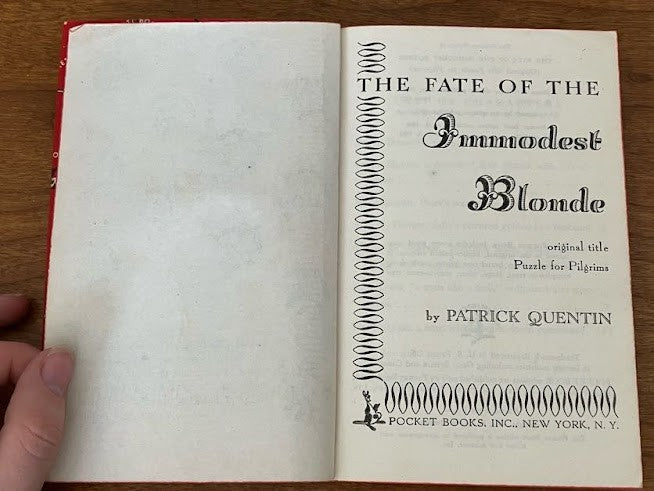 THE FATE OF THE
Immodest
Blonde
original title
Puzzle for Pilgrims
by PATRICK QUENTIN
POCKET BOOKS, INC., NEW YORK, N. Y.